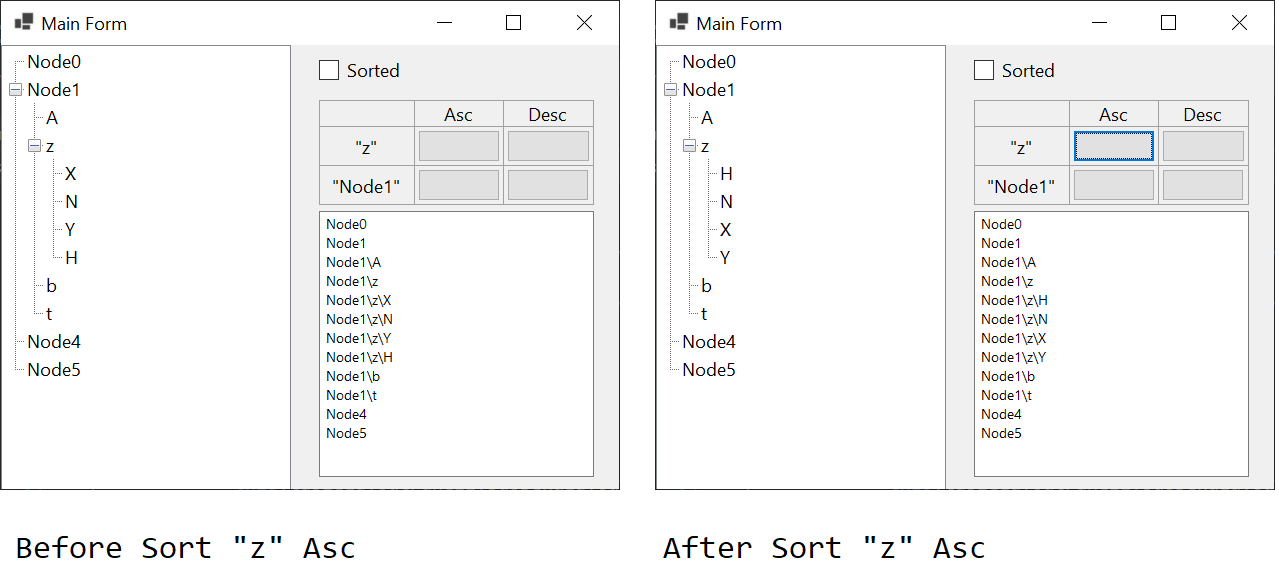 Main Form
Node0
Node1
A
z
X
N
Y
H
b
t
Node4
Node5
Sorted
Asc Desc
"z"
"Node1"
Node0
Node1
Node1\A
Node1\z
Node1\z\X
Node1\z\N
Node1\z\Y
Node1\z\H
Node1\b
Node1\t
Node4
Node5
Before Sort "z" Asc
Main Form
Node0
Node1
A
z
H
N
X
Y
b
t
Node4
Node5
Sorted
Asc Desc
"z"
"Node1"
Node0
Node1
Node1\A
Node1\z
Node1\z\H
Node1\z\N
Node1\z\X
Node1\z\Y
Node1\b
Node1\t
Node4
Node5
After Sort "z" Asc